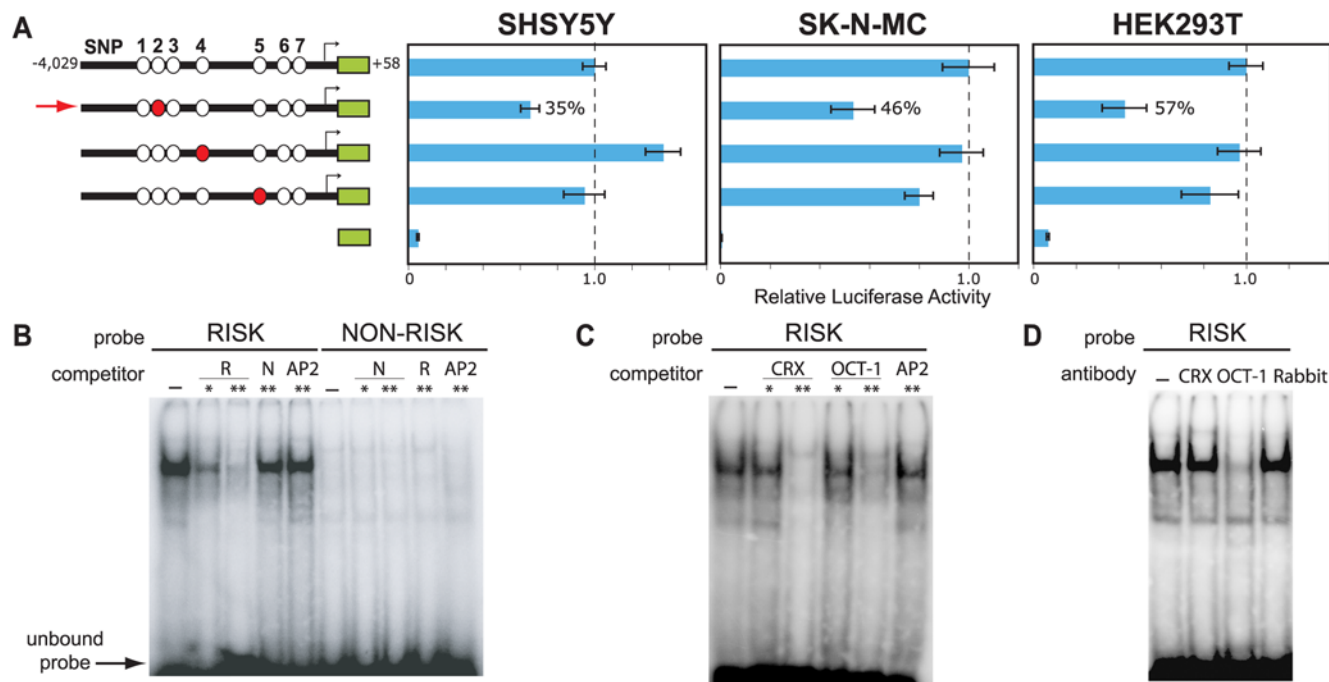 A SHSY5Y SK-N-MC HEK293T
SNP 1 2 3 4 5 6 7
-4,029 +58
35% 46% 57%
0 1.0 0 1.0 0 1.0
Relative Luciferase Activity
B probe RISK NON-RISK
competitor R N AP2 N R AP2
– * ** ** ** – * ** ** **
unbound
probe
C probe RISK
competitor CRX OCT-1 AP2
– * ** * ** **
D probe RISK
antibody – CRX OCT-1 Rabbit